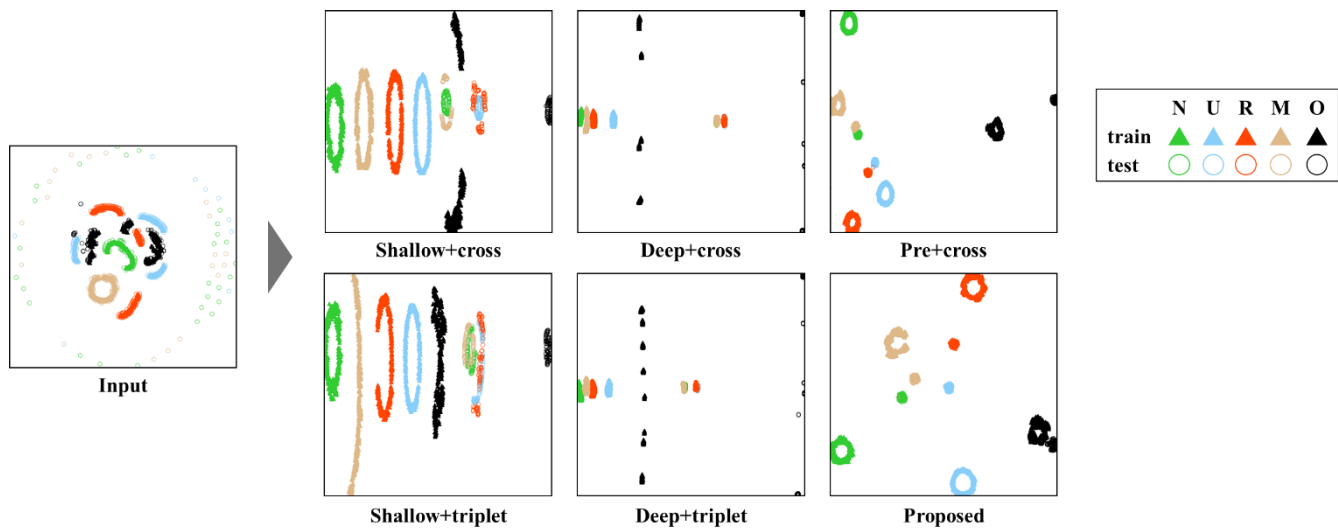 N U R M O
train
test
Input
Shallow+cross
Deep+cross
Pre+cross
Shallow+triplet
Deep+triplet
Proposed